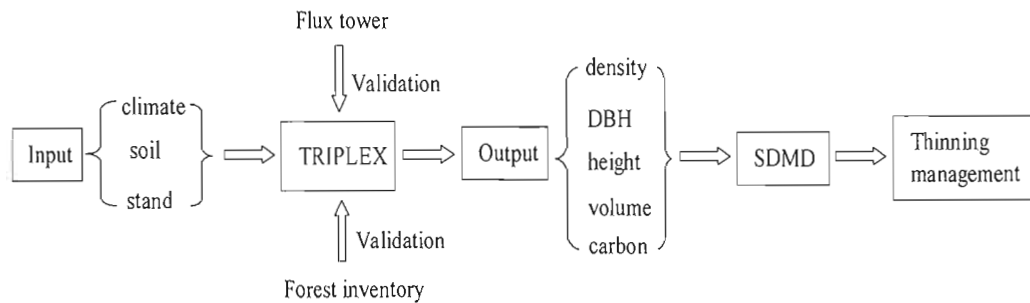 Flux tower
Validation
Input
climate
soil
stand
TRIPLEX
Output
density
DBH
height
volume
carbon
SDMD
Thinning
management
Validation
Forest inventory